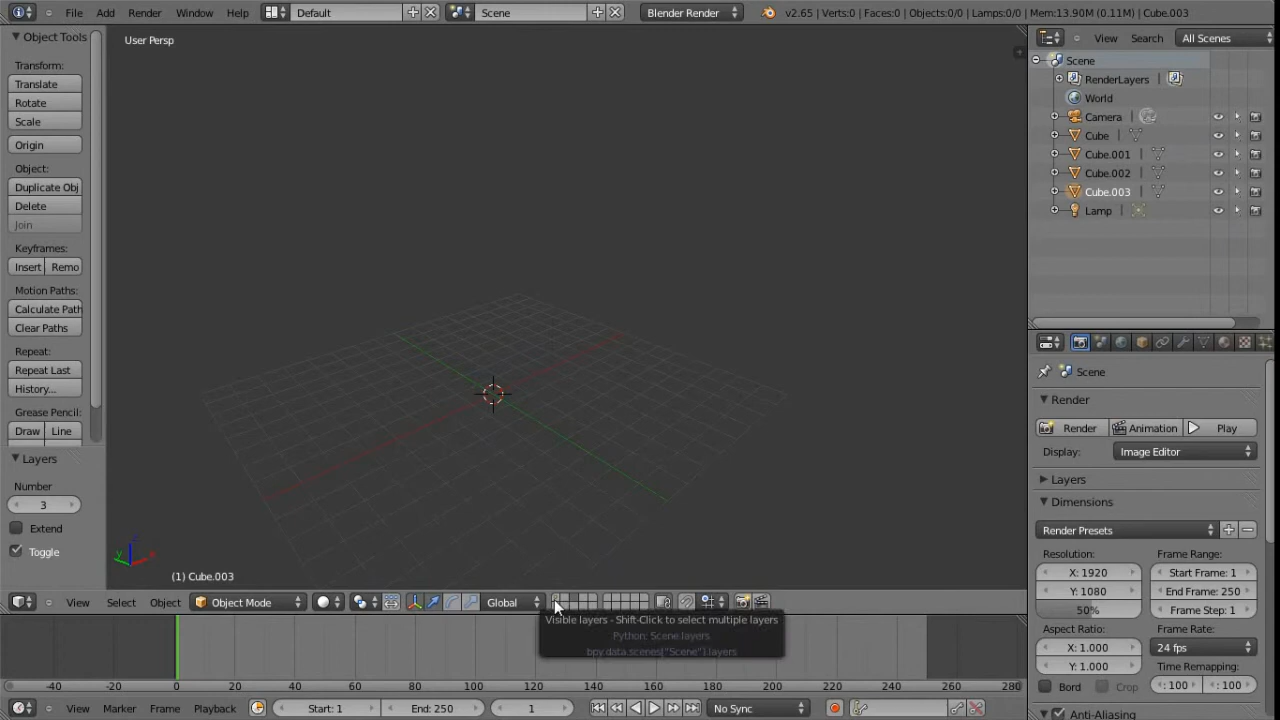 File Add Render Window Help Default Scene Blender Render v2.65 | Verts:0 | Faces:0 | Objects:0/0 | Lamps:0/0 | Mem:13.90M (0.11M) | Cube.003
Object Tools
Transform:
Translate
Rotate
Scale
Origin
Object:
Duplicate Obj
Delete
Join
Keyframes:
Insert Remo
Motion Paths:
Calculate Path
Clear Paths
Repeat:
Repeat Last
History...
Grease Pencil:
Draw Line
Layers
Number
3
Extend
Toggle
User Persp
(1) Cube.003
View Select Object Object Mode Global
Visible layers - Shift-Click to select multiple layers
Python: Scene.layers
bpy.data.scenes["Scene"].layers
-40 -20 0 20 40 60 80 100 120 140 160 180 200 220 240 260 280
View Marker Frame Playback Start: 1 End: 250 1 No Sync
View Search All Scenes
Scene
RenderLayers
World
Camera
Cube
Cube.001
Cube.002
Cube.003
Lamp
Scene
Render
Render Animation Play
Display: Image Editor
Layers
Dimensions
Render Presets
Resolution: Frame Range:
X: 1920 Start Frame: 1
Y: 1080 End Frame: 250
50% Frame Step: 1
Aspect Ratio: Frame Rate:
X: 1.000 24 fps
Y: 1.000 Time Remapping:
Bord Crop : 100 : 100
Anti-Aliasing